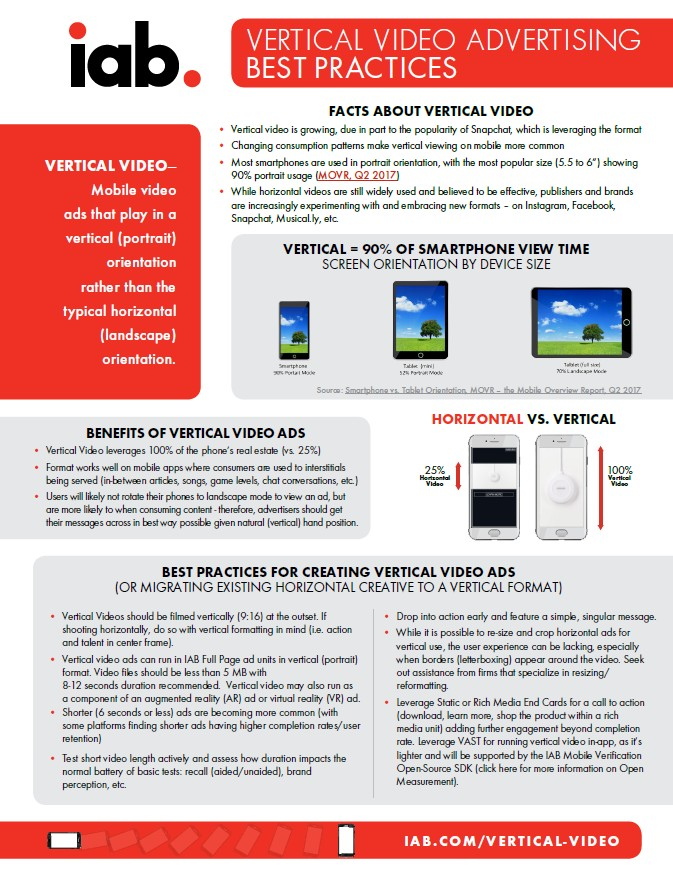 iab.
VERTICAL VIDEO ADVERTISING
BEST PRACTICES
VERTICAL VIDEO–
Mobile video
ads that play in a
vertical (portrait)
orientation
rather than the
typical horizontal
(landscape)
orientation.
FACTS ABOUT VERTICAL VIDEO
• Vertical video is growing, due in part to the popularity of Snapchat, which is leveraging the format
• Changing consumption patterns make vertical viewing on mobile more common
• Most smartphones are used in portrait orientation, with the most popular size (5.5 to 6”) showing
90% portrait usage (MOVR, Q2 2017)
• While horizontal videos are still widely used and believed to be effective, publishers and brands
are increasingly experimenting with and embracing new formats – on Instagram, Facebook,
Snapchat, Musical.ly, etc.
VERTICAL = 90% OF SMARTPHONE VIEW TIME
SCREEN ORIENTATION BY DEVICE SIZE
Smartphone
90% Portrait Mode
Tablet (mini)
52% Portrait Mode
Tablet (full size)
70% Landscape Mode
Source: Smartphone vs. Tablet Orientation, MOVR – the Mobile Overview Report, Q2 2017
BENEFITS OF VERTICAL VIDEO ADS
• Vertical Video leverages 100% of the phone’s real estate (vs. 25%)
• Format works well on mobile apps where consumers are used to interstitials
being served (in-between articles, songs, game levels, chat conversations, etc.)
• Users will likely not rotate their phones to landscape mode to view an ad, but
are more likely to when consuming content - therefore, advertisers should get
their messages across in best way possible given natural (vertical) hand position.
HORIZONTAL VS. VERTICAL
25%
Horizontal
Video
100%
Vertical
Video
BEST PRACTICES FOR CREATING VERTICAL VIDEO ADS
(OR MIGRATING EXISTING HORIZONTAL CREATIVE TO A VERTICAL FORMAT)
• Vertical Videos should be filmed vertically (9:16) at the outset. If
shooting horizontally, do so with vertical formatting in mind (i.e. action
and talent in center frame).
• Vertical video ads can run in IAB Full Page ad units in vertical (portrait)
format. Video files should be less than 5 MB with
8-12 seconds duration recommended. Vertical video may also run as
a component of an augmented reality (AR) ad or virtual reality (VR) ad.
• Shorter (6 seconds or less) ads are becoming more common (with
some platforms finding shorter ads having higher completion rates/user
retention)
• Test short video length actively and assess how duration impacts the
normal battery of basic tests: recall (aided/unaided), brand
perception, etc.
• Drop into action early and feature a simple, singular message.
• While it is possible to re-size and crop horizontal ads for
vertical use, the user experience can be lacking, especially
when borders (letterboxing) appear around the video. Seek
out assistance from firms that specialize in resizing/
reformatting.
• Leverage Static or Rich Media End Cards for a call to action
(download, learn more, shop the product within a rich
media unit) adding further engagement beyond completion
rate. Leverage VAST for running vertical video in-app, as it’s
lighter and will be supported by the IAB Mobile Verification
Open-Source SDK (click here for more information on Open
Measurement).
IAB.COM/VERTICAL-VIDEO